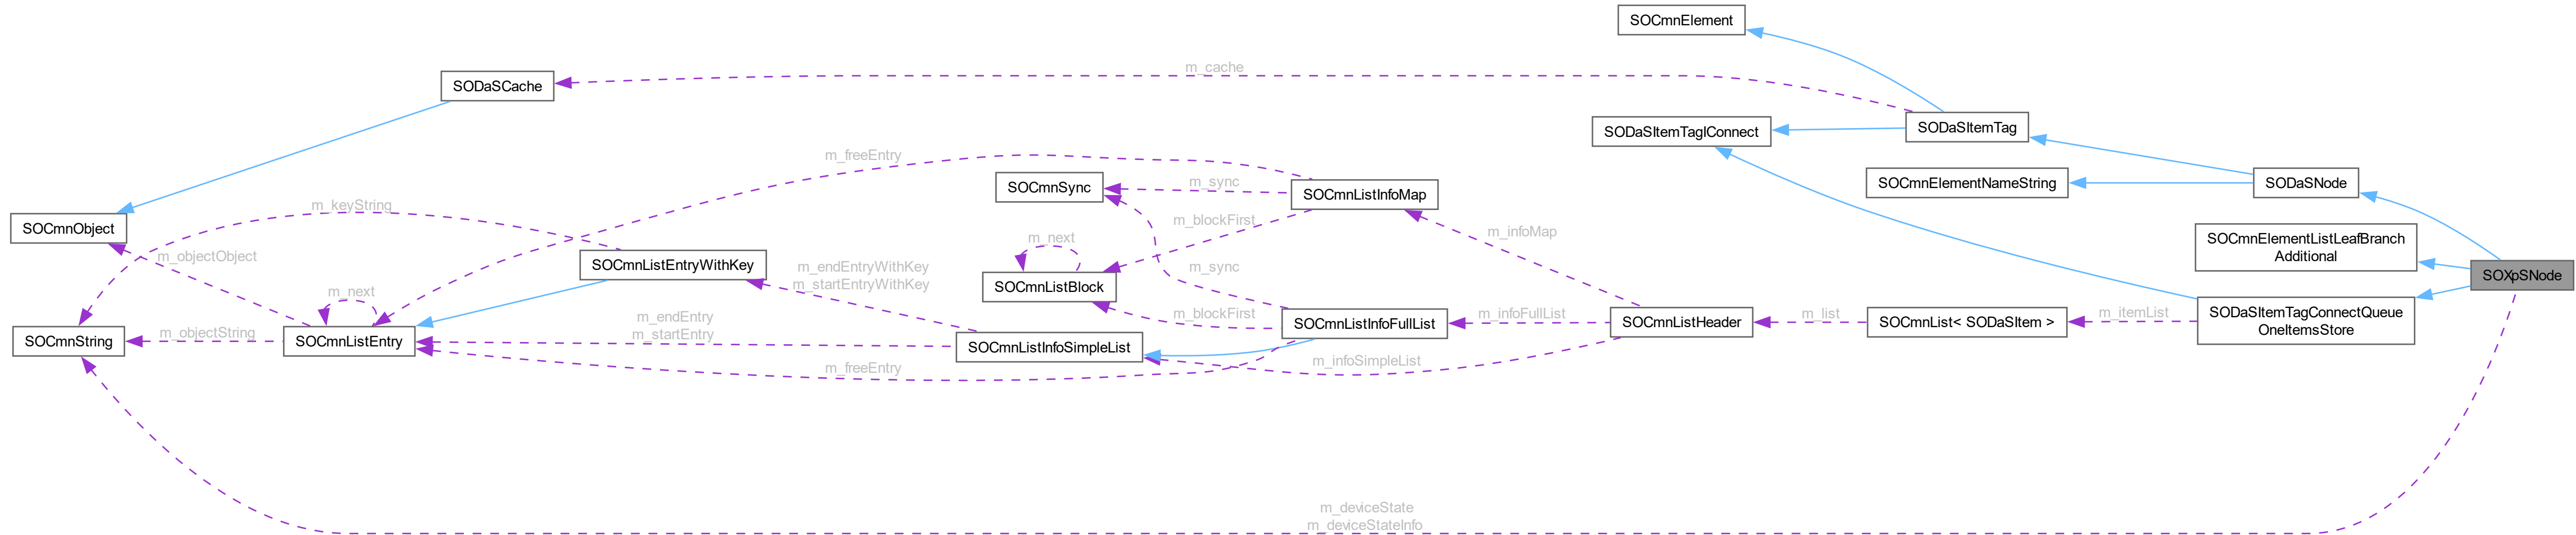 SOCmnElement
m_cache
SODaSCache
SODaSItemTag
SODaSItemTagIConnect
m_freeEntry
SOCmnSync
m_sync
SOCmnListInfoMap
SOCmnElementNameString
SODaSNode
m_keyString
SOCmnObject
m_blockFirst
m_infoMap
SOCmnElementListLeafBranch
Additional
m_next
m_objectObject
SOCmnListEntryWithKey
m_endEntryWithKey
m_startEntryWithKey
m_sync
SOXpSNode
SOCmnListBlock
m_next
m_blockFirst
m_infoFullList
m_list
m_itemList
SODaSItemTagConnectQueue
OneItemsStore
m_endEntry
m_startEntry
SOCmnListInfoFullList
SOCmnListHeader
SOCmnList< SODaSItem >
m_objectString
SOCmnString
SOCmnListEntry
SOCmnListInfoSimpleList
m_freeEntry
m_infoSimpleList
m_deviceState
m_deviceStateInfo